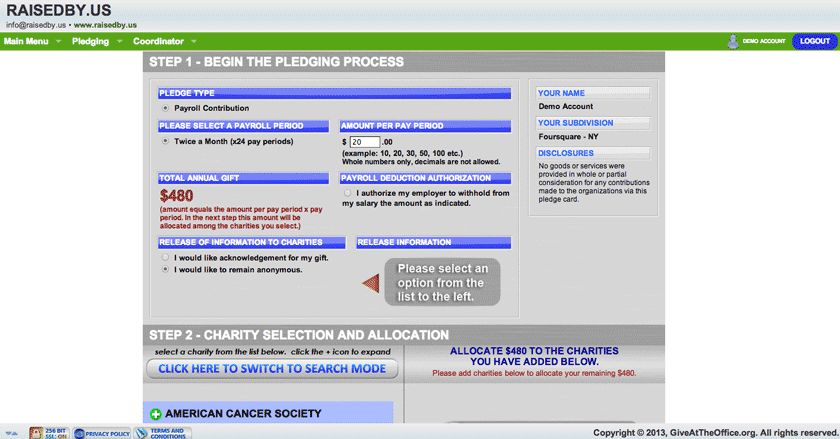 RAISEDBY.US
info@raisedby.us • www.raisedby.us
Main Menu Pledging Coordinator DEMO ACCOUNT LOGOUT
STEP 1 - BEGIN THE PLEDGING PROCESS
PLEDGE TYPE
Payroll Contribution
PLEASE SELECT A PAYROLL PERIOD
Twice a Month (x24 pay periods)
AMOUNT PER PAY PERIOD
$ 20 .00
(example: 10, 20, 30, 50, 100 etc.)
Whole numbers only, decimals are not allowed.
TOTAL ANNUAL GIFT
$480
(amount equals the amount per pay period x pay
period. In the next step this amount will be
allocated among the charities you select.)
PAYROLL DEDUCTION AUTHORIZATION
I authorize my employer to withhold from
my salary the amount as indicated.
RELEASE OF INFORMATION TO CHARITIES
I would like acknowledgement for my gift.
I would like to remain anonymous.
RELEASE INFORMATION
Please select an
option from the
list to the left.
YOUR NAME
Demo Account
YOUR SUBDIVISION
Foursquare - NY
DISCLOSURES
No goods or services were
provided in whole or partial
consideration for any contributions
made to the organizations via this
pledge card.
STEP 2 - CHARITY SELECTION AND ALLOCATION
select a charity from the list below. click the + icon to expand
CLICK HERE TO SWITCH TO SEARCH MODE
AMERICAN CANCER SOCIETY
ALLOCATE $480 TO THE CHARITIES
YOU HAVE ADDED BELOW.
Please add charities below to allocate your remaining $480.
256 BIT
SSL: ON
PRIVACY POLICY
TERMS AND
CONDITIONS
Copyright © 2013, GiveAtTheOffice.org. All rights reserved.